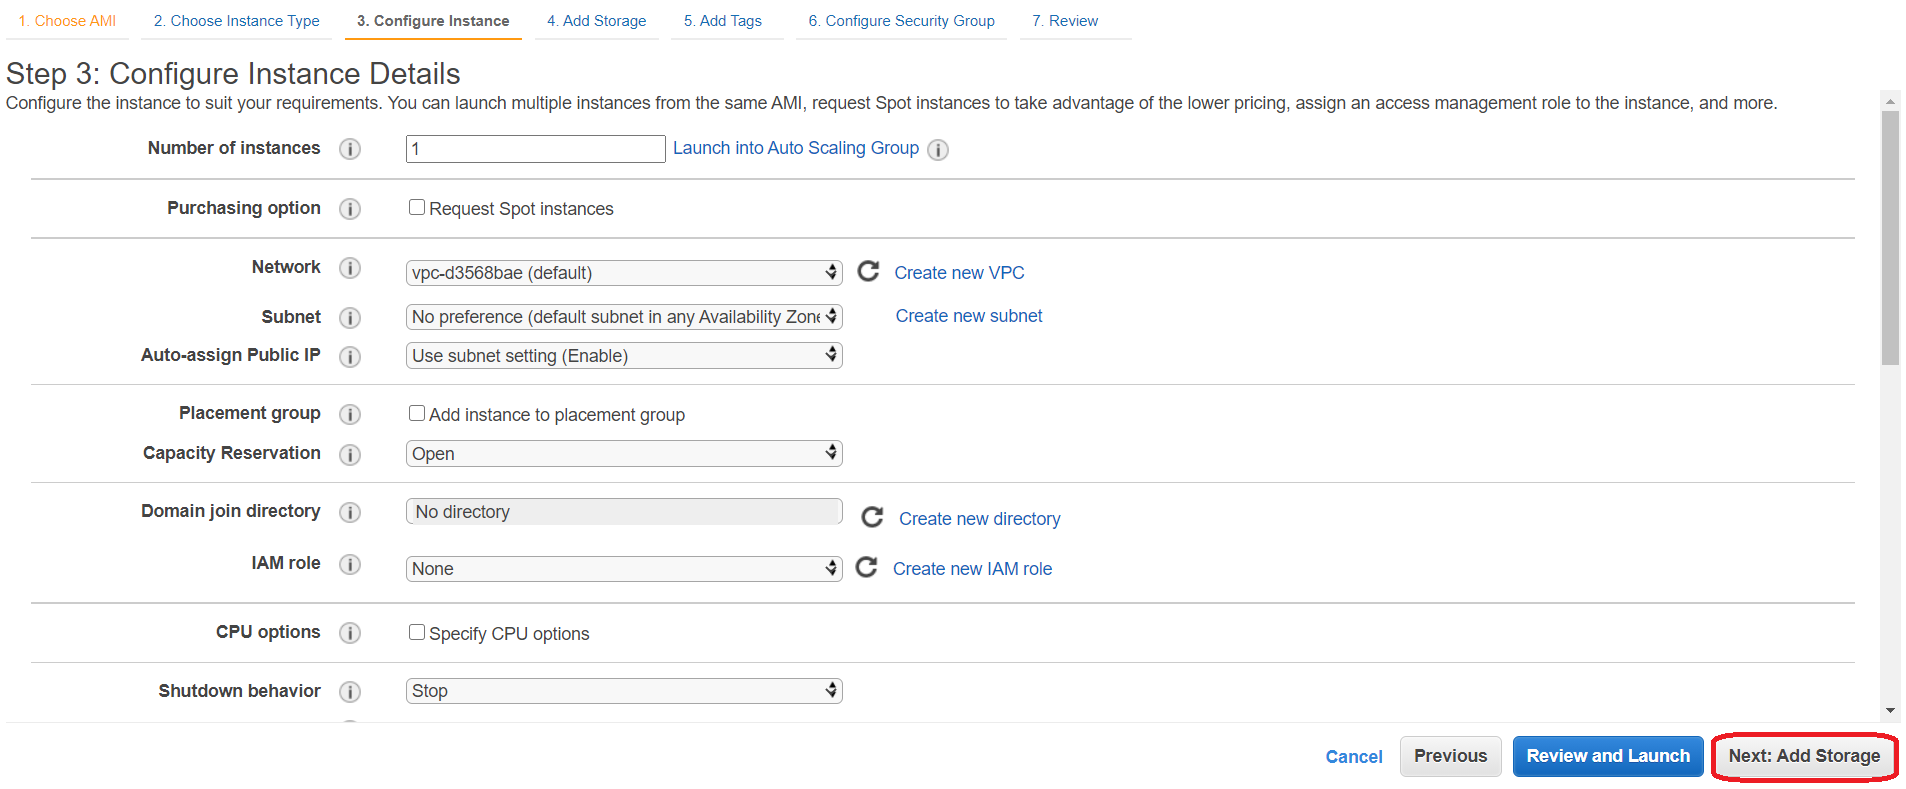 1. Choose AMI 2. Choose Instance Type 3. Configure Instance 4. Add Storage 5. Add Tags 6. Configure Security Group 7. Review
Step 3: Configure Instance Details
Configure the instance to suit your requirements. You can launch multiple instances from the same AMI, request Spot instances to take advantage of the lower pricing, assign an access management role to the instance, and more.
Number of instances 1 Launch into Auto Scaling Group
Purchasing option Request Spot instances
Network vpc-d3568bae (default) Create new VPC
Subnet No preference (default subnet in any Availability Zone Create new subnet
Auto-assign Public IP Use subnet setting (Enable)
Placement group Add instance to placement group
Capacity Reservation Open
Domain join directory No directory Create new directory
IAM role None Create new IAM role
CPU options Specify CPU options
Shutdown behavior Stop
Cancel Previous Review and Launch Next: Add Storage